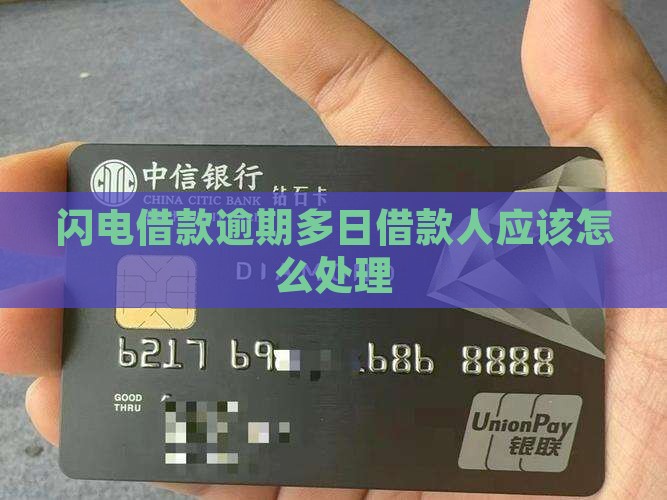 中信银行
CHINA CITIC BANK 钻石卡
闪电借款逾期多日借款人应该怎
么处理
DIAM
6217 69 686 8888
GOOD
THRU
UnionPay
银联